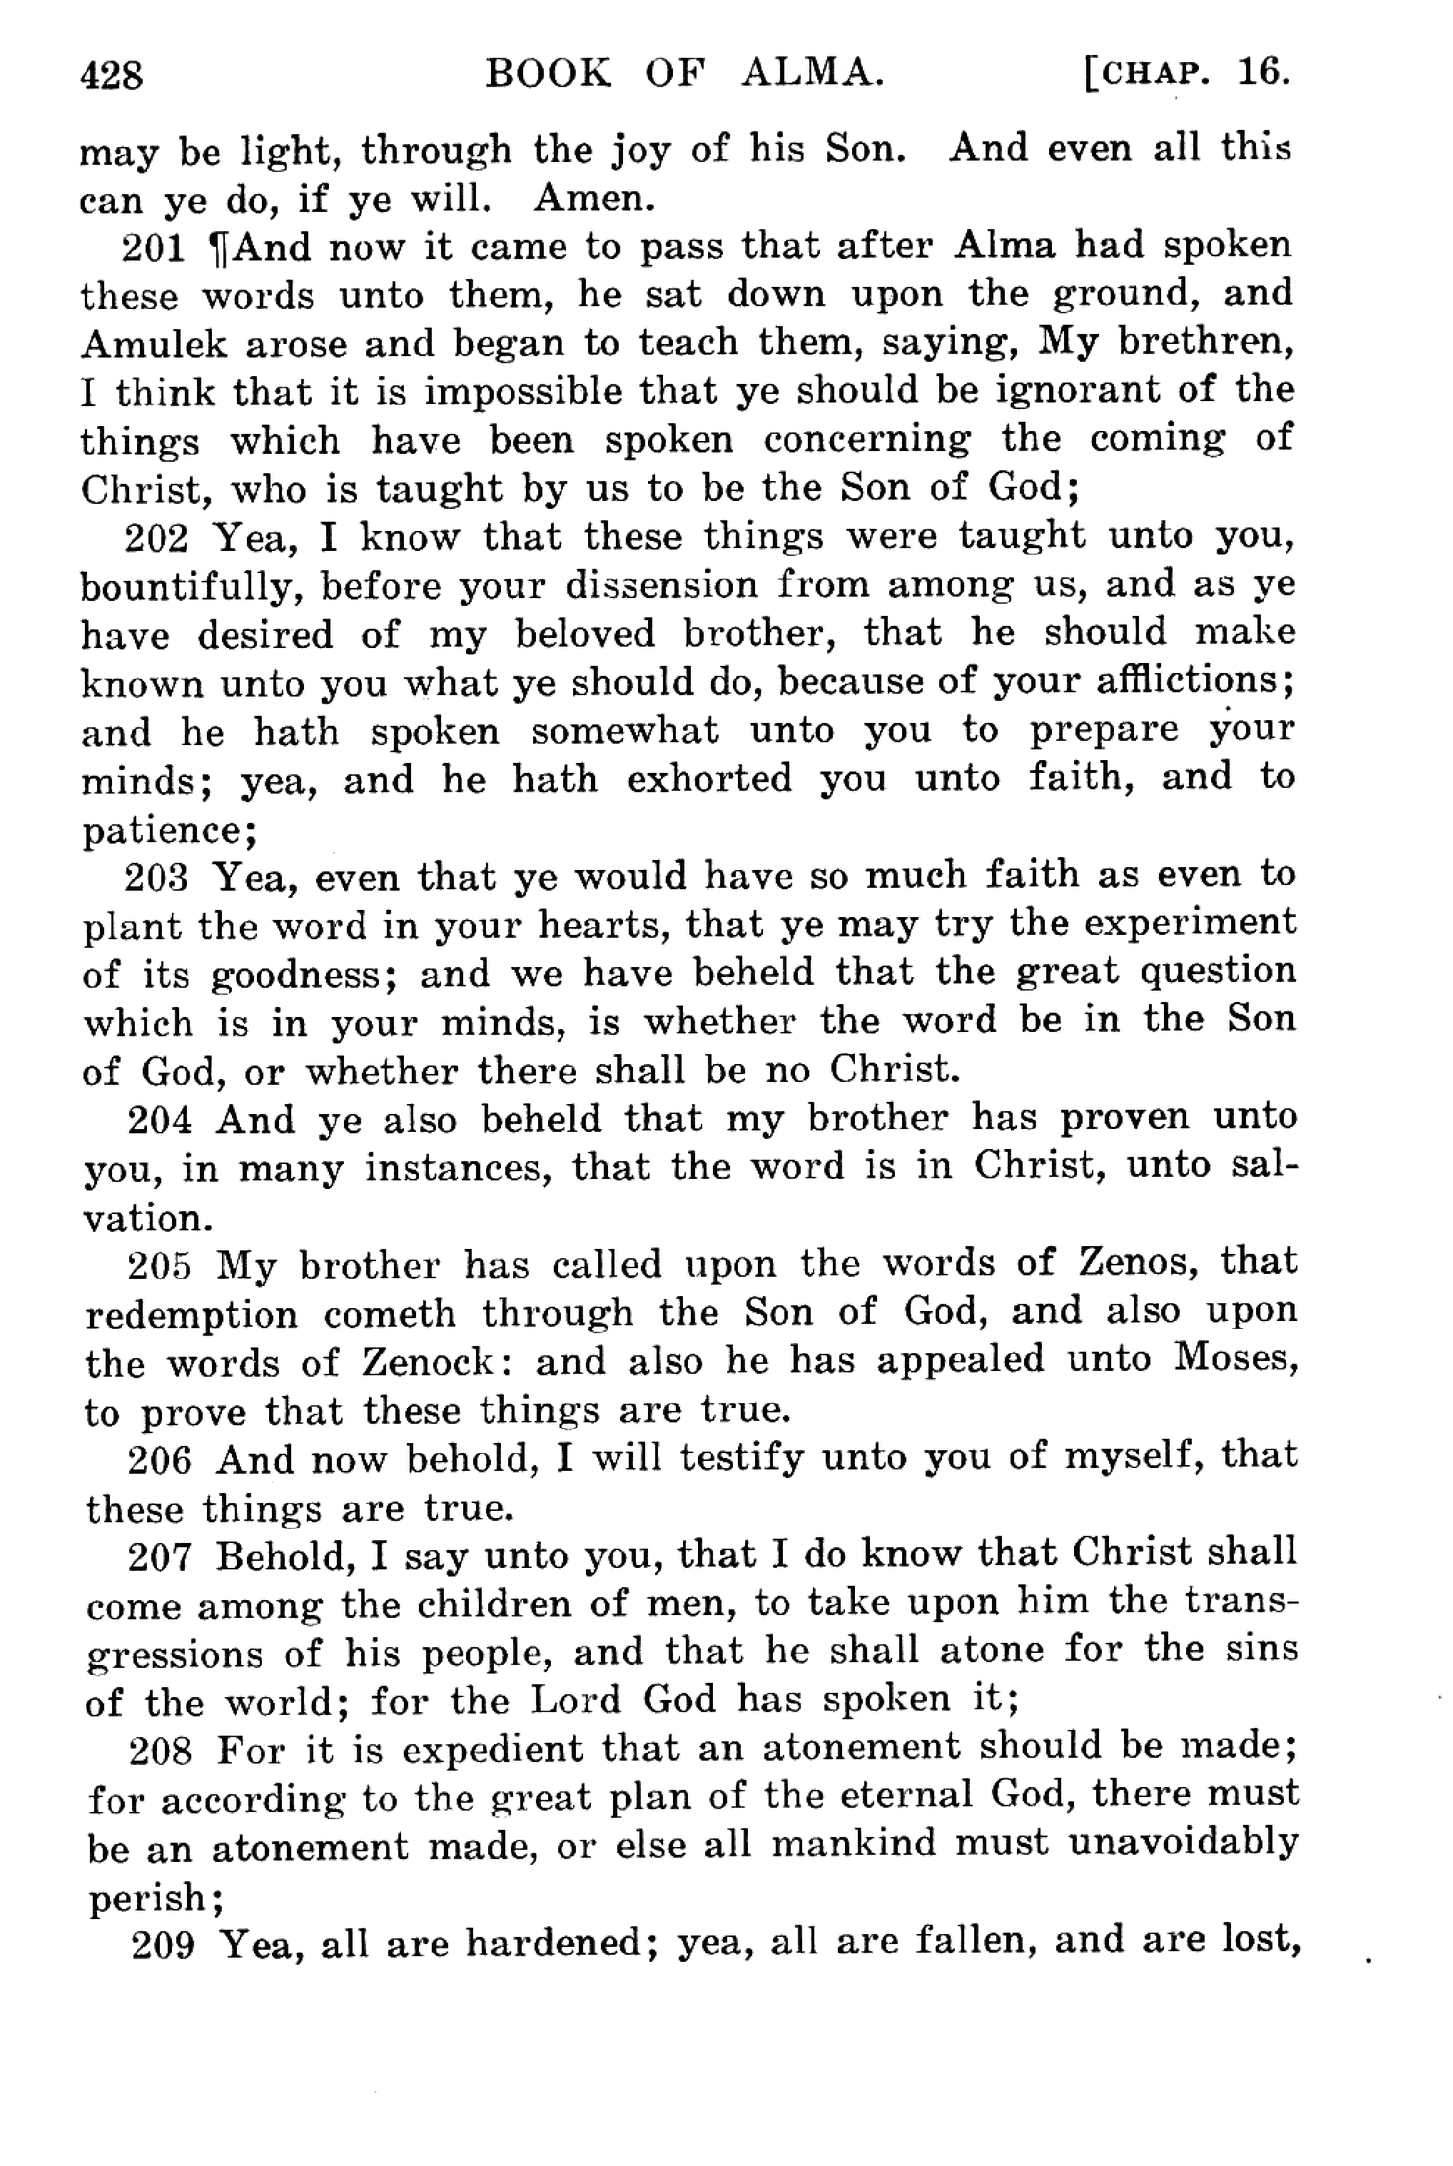 428 BOOK OF ALMA. [CHAP. 16.
may be light, through the joy of his Son. And even all this
can ye do, if ye will. Amen.
201 ¶And now it came to pass that after Alma had spoken
these words unto them, he sat down upon the ground, and
Amulek arose and began to teach them, saying, My brethren,
I think that it is impossible that ye should be ignorant of the
things which have been spoken concerning the coming of
Christ, who is taught by us to be the Son of God;
202 Yea, I know that these things were taught unto you,
bountifully, before your dissension from among us, and as ye
have desired of my beloved brother, that he should make
known unto you what ye should do, because of your afflictions;
and he hath spoken somewhat unto you to prepare your
minds; yea, and he hath exhorted you unto faith, and to
patience;
203 Yea, even that ye would have so much faith as even to
plant the word in your hearts, that ye may try the experiment
of its goodness; and we have beheld that the great question
which is in your minds, is whether the word be in the Son
of God, or whether there shall be no Christ.
204 And ye also beheld that my brother has proven unto
you, in many instances, that the word is in Christ, unto sal-
vation.
205 My brother has called upon the words of Zenos, that
redemption cometh through the Son of God, and also upon
the words of Zenock: and also he has appealed unto Moses,
to prove that these things are true.
206 And now behold, I will testify unto you of myself, that
these things are true.
207 Behold, I say unto you, that I do know that Christ shall
come among the children of men, to take upon him the trans-
gressions of his people, and that he shall atone for the sins
of the world; for the Lord God has spoken it;
208 For it is expedient that an atonement should be made;
for according to the great plan of the eternal God, there must
be an atonement made, or else all mankind must unavoidably
perish;
209 Yea, all are hardened; yea, all are fallen, and are lost,